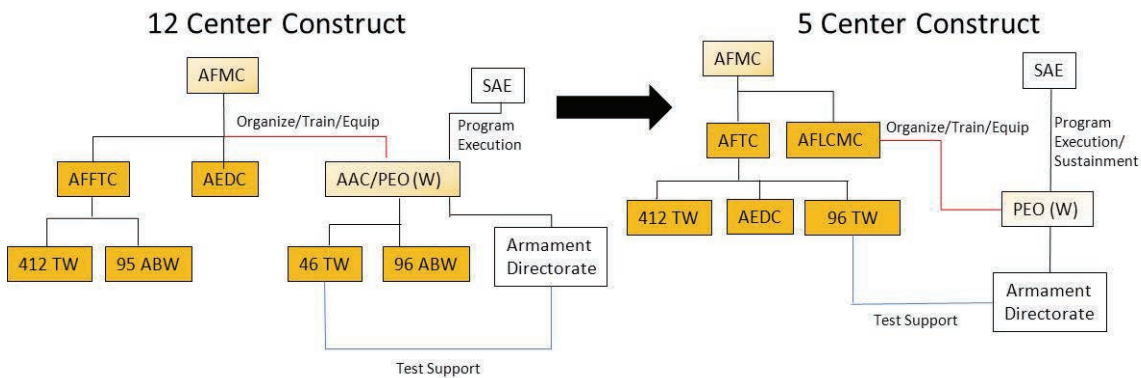 12 Center Construct
AFMC
SAE
Organize/Train/Equip
Program
Execution
AFFTC
AEDC
AAC/PEO (W)
412 TW
95 ABW
46 TW
96 ABW
Armament
Directorate
Test Support
5 Center Construct
AFMC
SAE
AFTC
AFLCMC
Organize/Train/Equip
Program
Execution/
Sustainment
412 TW
AEDC
96 TW
PEO (W)
Armament
Directorate
Test Support